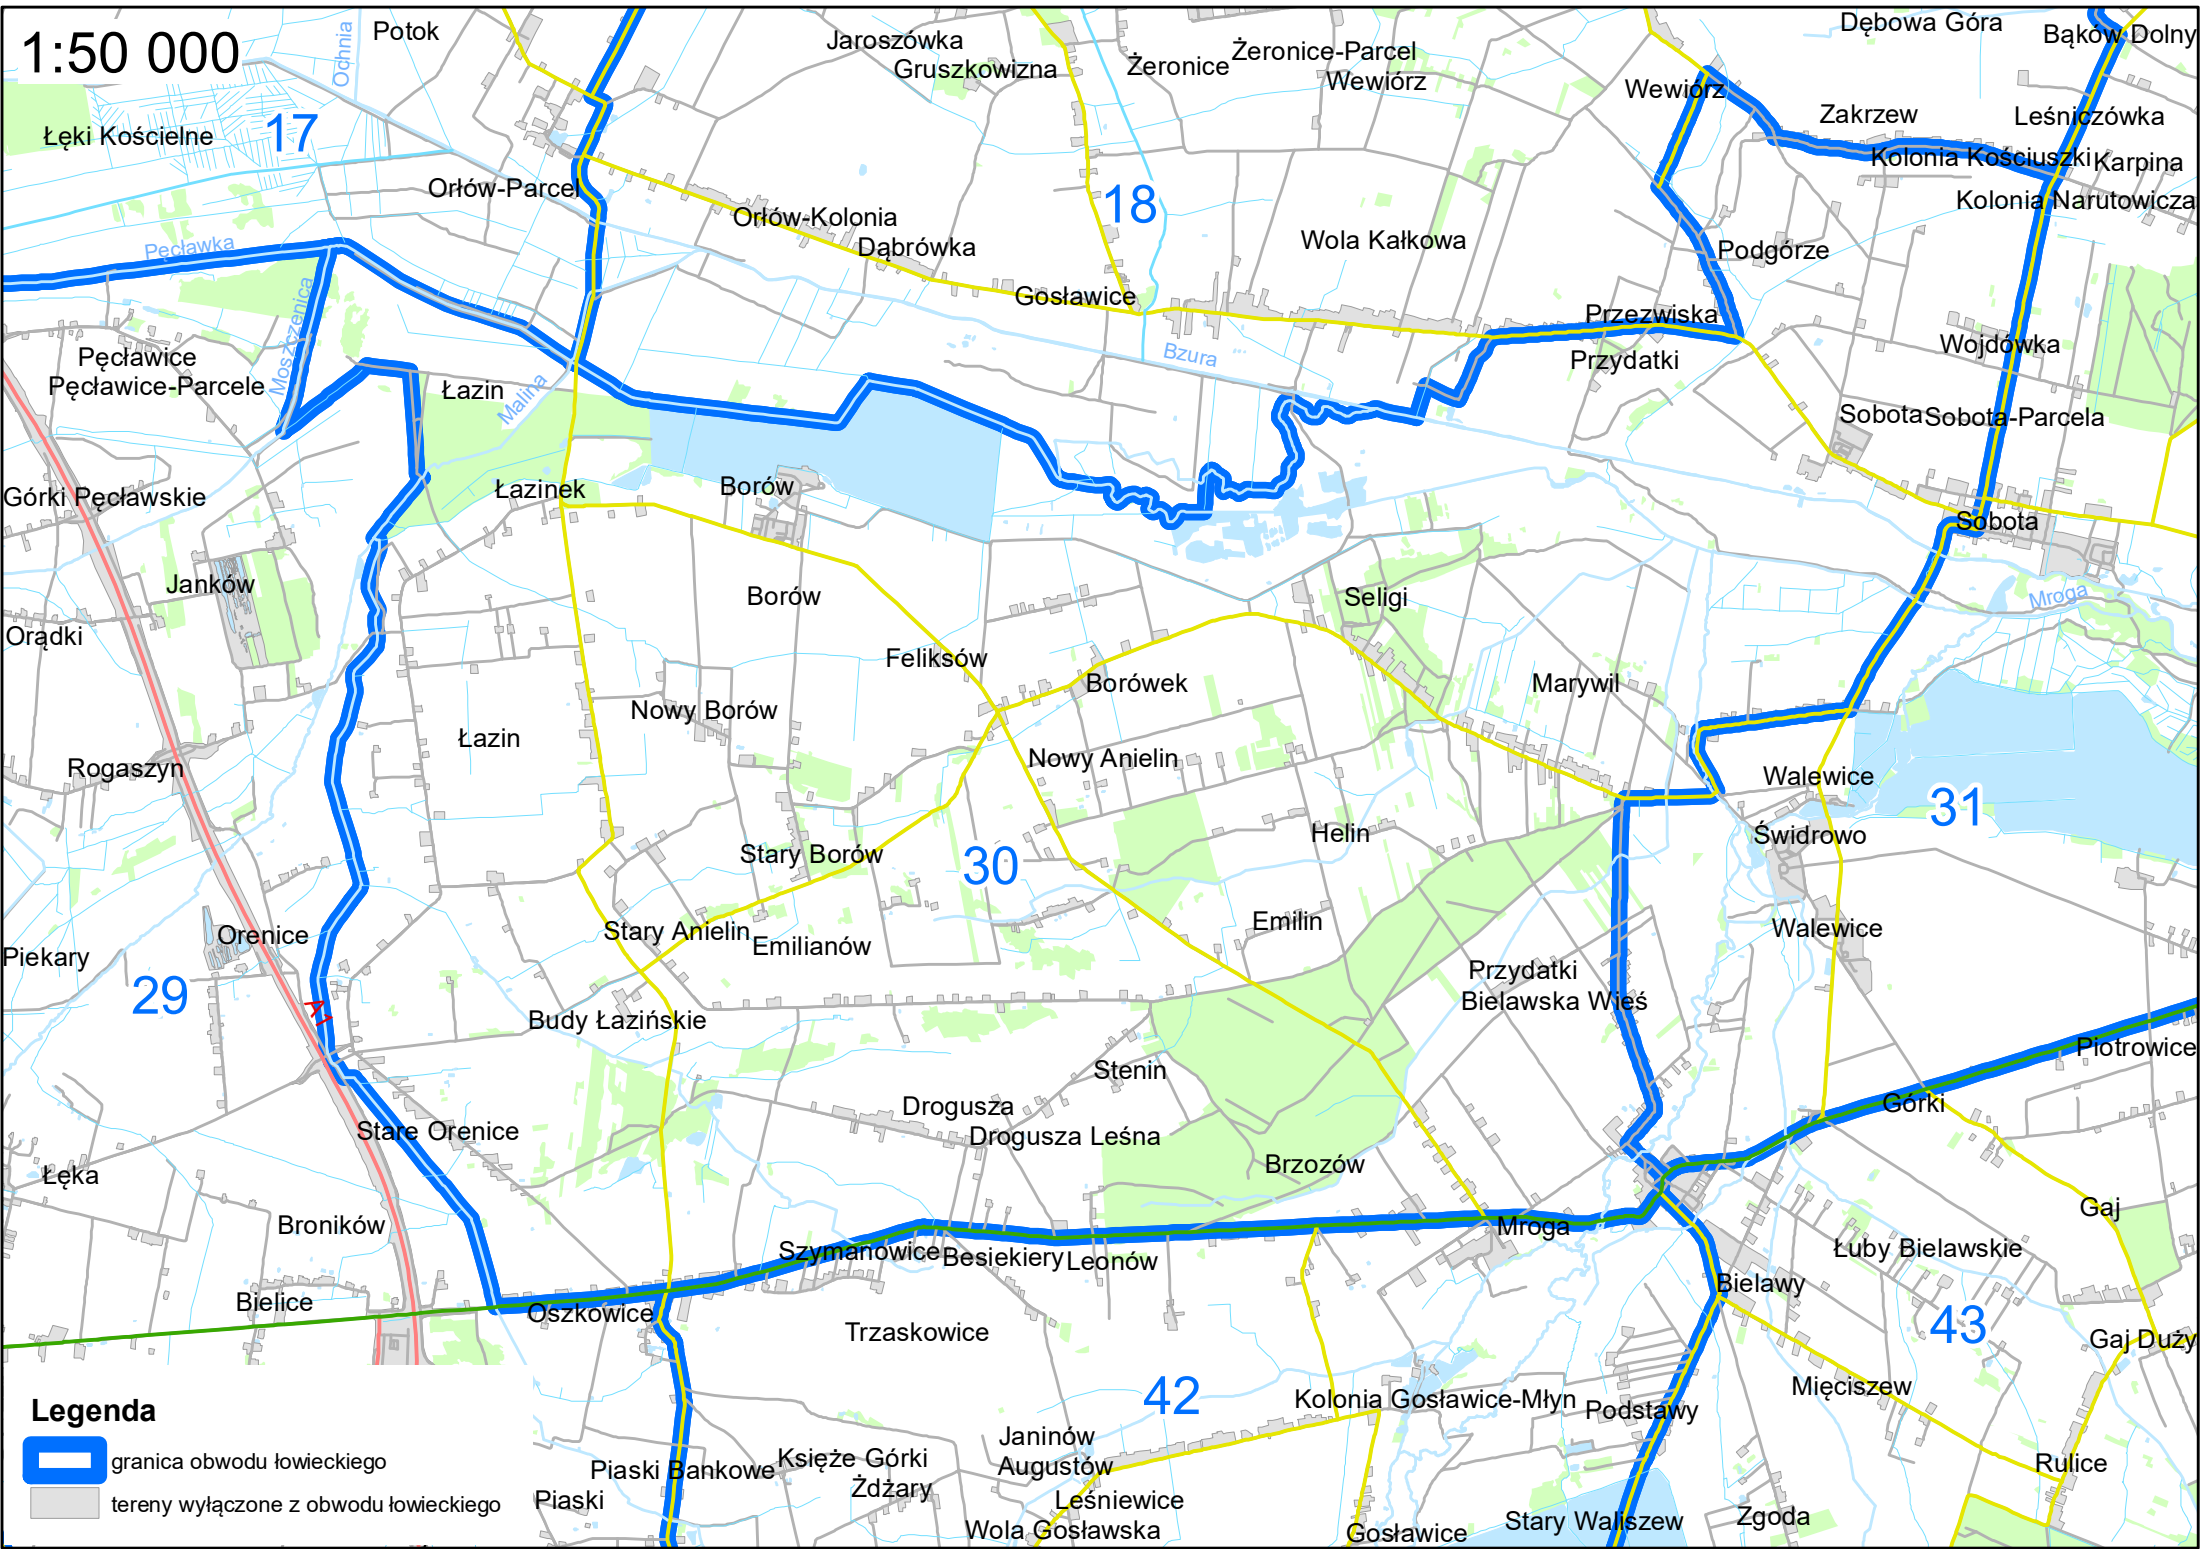 1:50 000
Potok
Ochnia
Jaroszówka
Gruszkowizna
Żeronice
Żeronice-Parcel
Wewiórz
Dębowa Góra
Bąków Dolny
Wewiórz
Zakrzew
Leśniczówka
Łęki Kościelne
17
Kolonia Kościuszki
Karpina
Orłów-Parcel
18
Kolonia Narutowicza
Orłów-Kolonia
Dąbrówka
Wola Kałkowa
Podgórze
Pęcławka
Moszczenica
Gosławice
Przezwiska
Pęcławice
Pęcławice-Parcele
Bzura
Przydatki
Wojdówka
Łazin
Malina
Sobota
Sobota-Parcela
Górki Pęcławskie
Łazinek
Borów
Sobota
Janków
Borów
Seligi
Mroga
Orądki
Feliksów
Borówek
Marywil
Nowy Borów
Łazin
Nowy Anielin
Rogaszyn
Walewice
31
Helin
Świdrowo
Stary Borów
30
Orenice
Stary Anielin
Emilianów
Emilin
Walewice
Piekary
29
A1
Przydatki
Bielawska Wieś
Budy Łazińskie
Piotrowice
Stenin
Drogusza
Górki
Stare Orenice
Drogusza Leśna
Łęka
Brzozów
Broników
Mroga
Gaj
Szymanowice
Besiekiery
Leonów
Łuby Bielawskie
Bielice
Oszkowice
Bielawy
Trzaskowice
43
Gaj Duży
42
Kolonia Gosławice-Młyn
Podstawy
Mięciszew
Legenda
granica obwodu łowieckiego
tereny wyłączone z obwodu łowieckiego
Janinów
Augustów
Piaski Bankowe
Księże Górki
Żdżary
Rulice
Piaski
Leśniewice
Wola Gosławska
Gosławice
Stary Waliszew
Zgoda